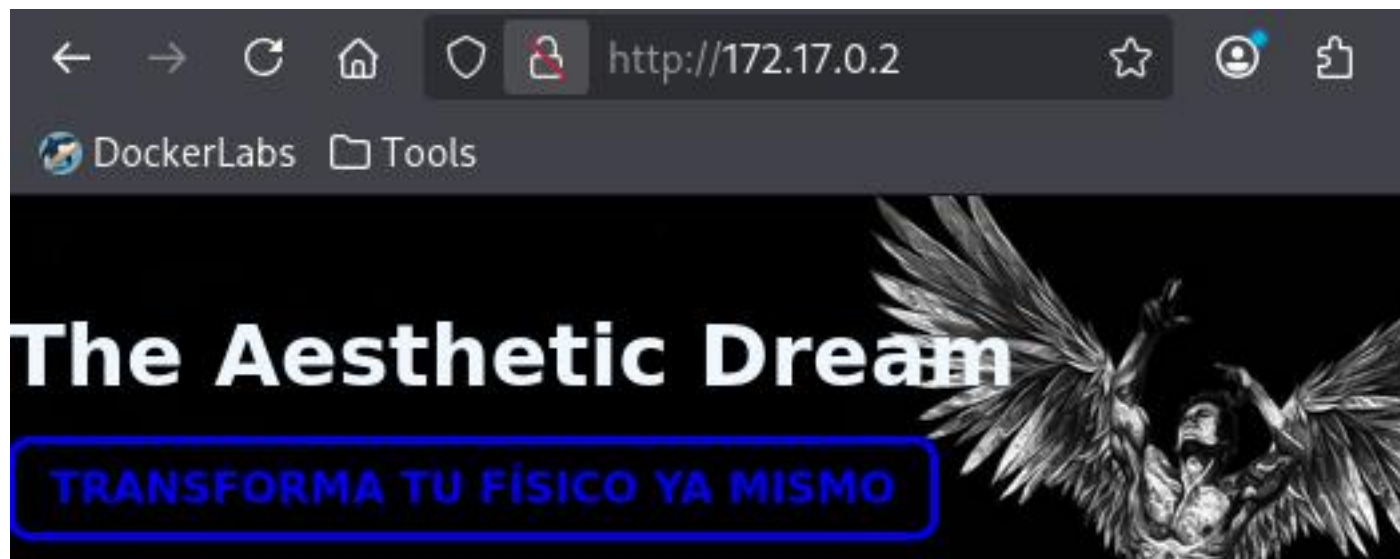 http://172.17.0.2
DockerLabs Tools
The Aesthetic Dream
TRANSFORMA TU FÍSICO YA MISMO